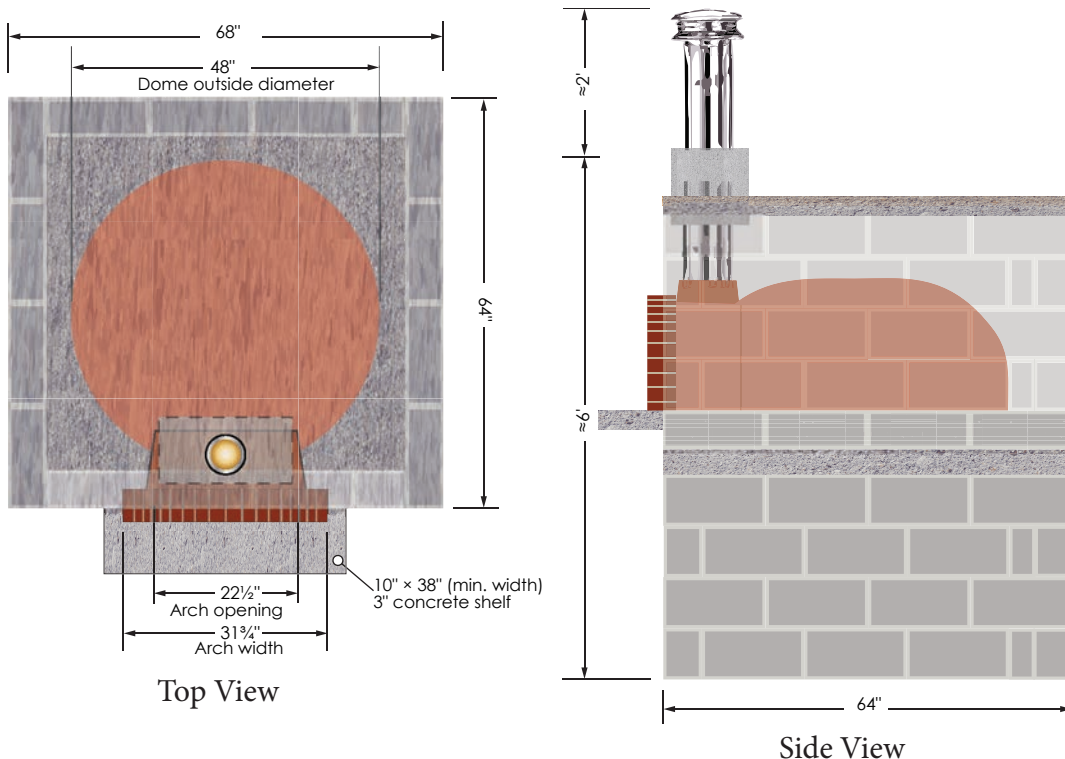 68"
48"
Dome outside diameter
64"
10" × 38" (min. width)
3" concrete shelf
22½"
Arch opening
31¾"
Arch width
Top View
≈2'
≈6'
64"
Side View